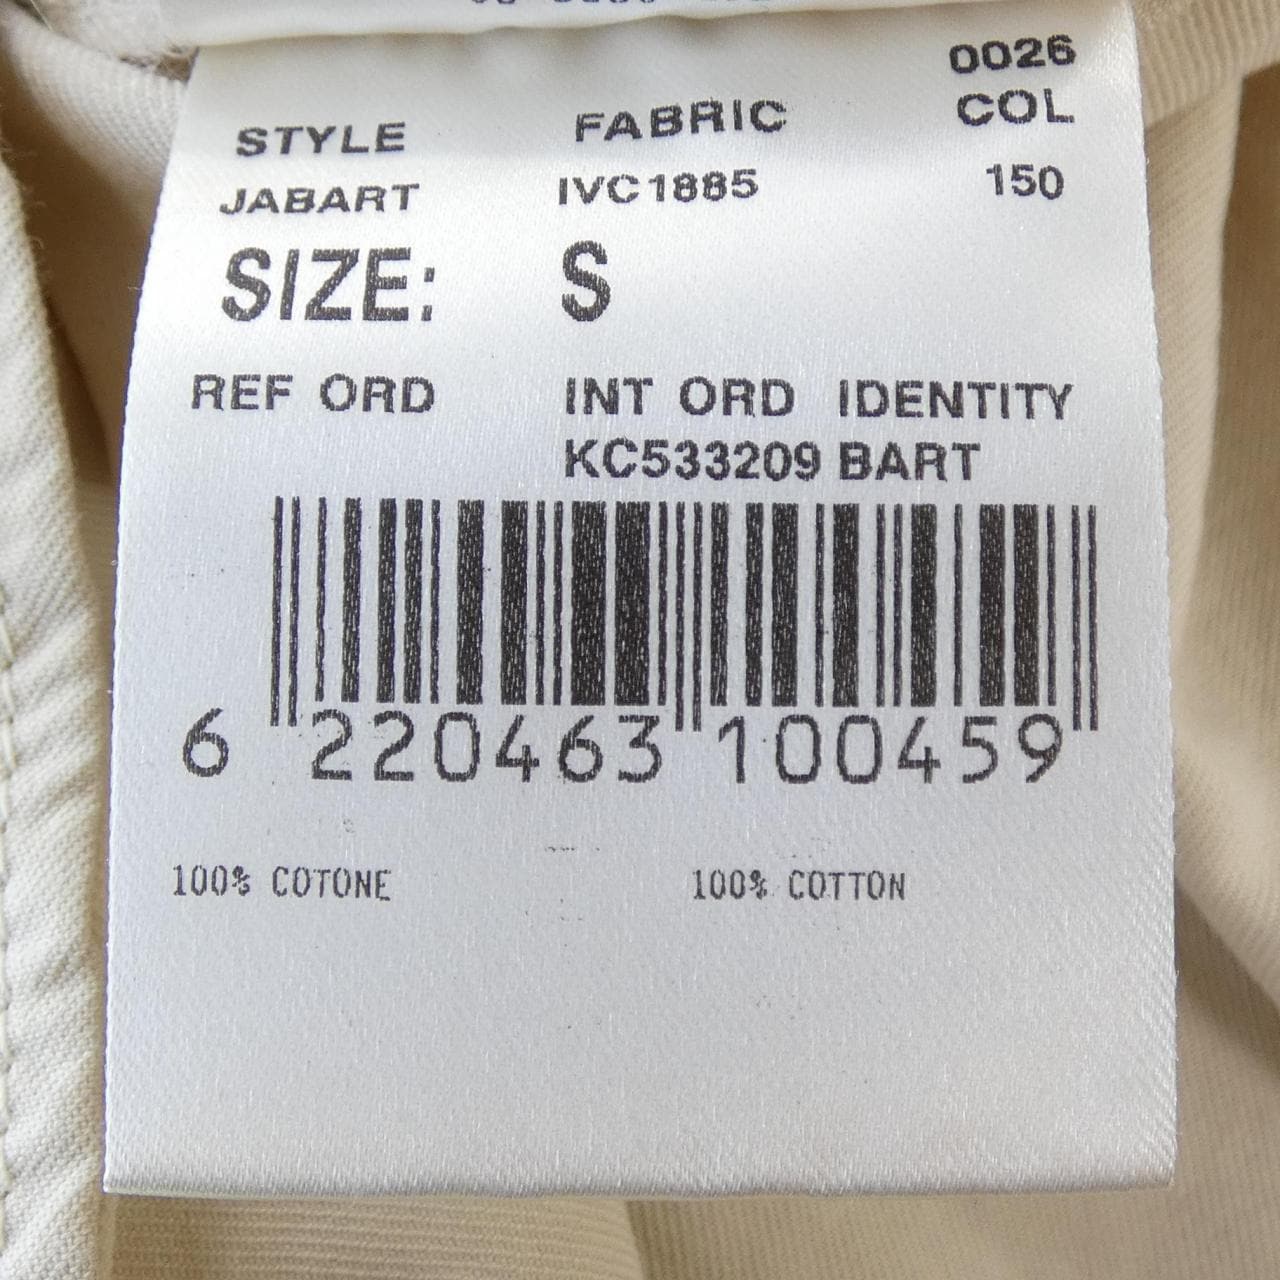 0026
STYLE FABRIC COL
JABART IVC1885 150
SIZE: S
REF ORD INT ORD IDENTITY
KC533209 BART
6 220463 100459
100% COTONE 100% COTTON